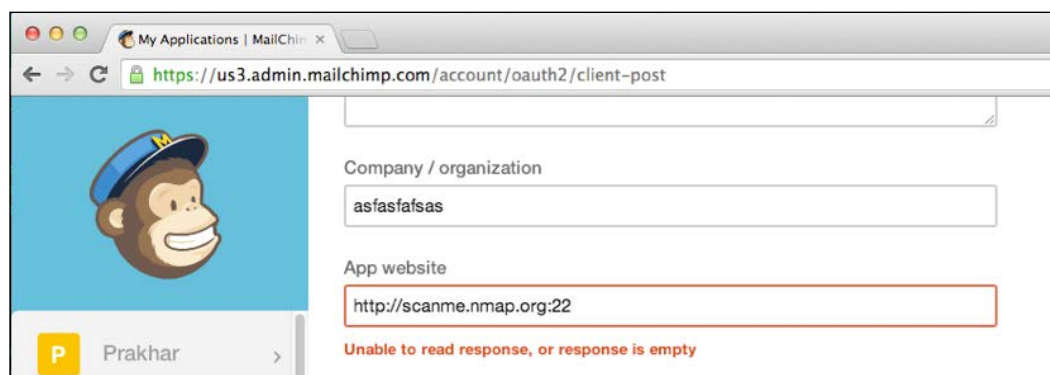 My Applications | MailChim
https://us3.admin.mailchimp.com/account/oauth2/client-post
M
Company / organization
asfasfafsas
App website
http://scanme.nmap.org:22
Unable to read response, or response is empty
P Prakhar